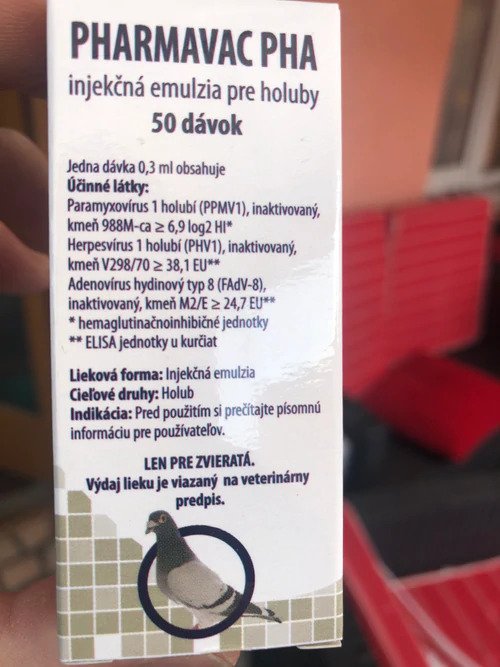 PHARMAVAC PHA
injekčná emulzia pre holuby
50 dávok
Jedna dávka 0,3 ml obsahuje
Účinné látky:
Paramyxovírus 1 holubí (PPMV1), inaktivovaný,
kmeň 988M-ca ≥ 6,9 log2 HI*
Herpesvírus 1 holubí (PHV1), inaktivovaný,
kmeň V298/70 ≥ 38,1 EU**
Adenovírus hydinový typ 8 (FAdV-8),
inaktivovaný, kmeň M2/E ≥ 24,7 EU**
* hemaglutinačnoinhibičné jednotky
** ELISA jednotky u kurčiat
Lieková forma: Injekčná emulzia
Cieľové druhy: Holub
Indikácia: Pred použitím si prečítajte písomnú
informáciu pre používateľov.
LEN PRE ZVIERATÁ.
Výdaj lieku je viazaný na veterinárny
predpis.